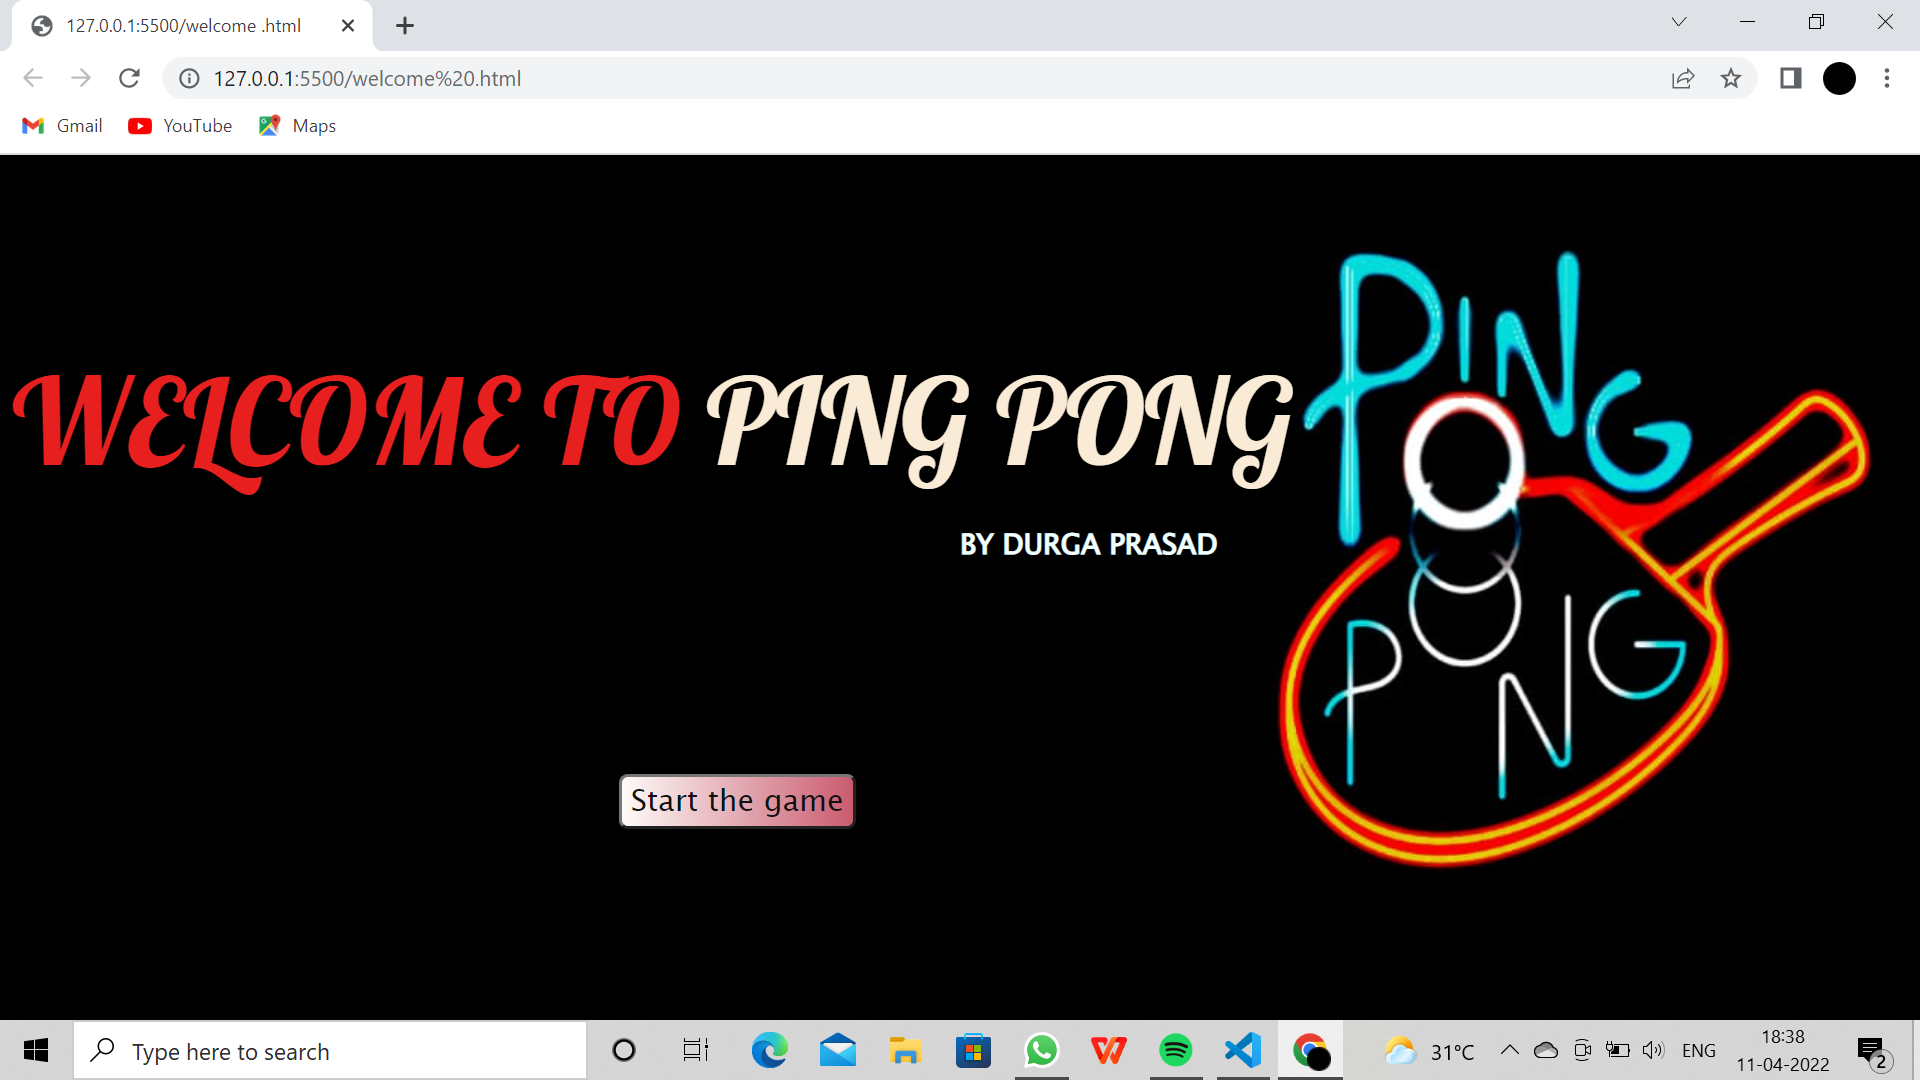 127.0.0.1:5500/welcome .html
127.0.0.1:5500/welcome%20.html
Gmail YouTube Maps
WELCOME TO PING PONG
BY DURGA PRASAD
PING
PONG
Start the game
Type here to search
31°C
ENG
18:38
11-04-2022
2